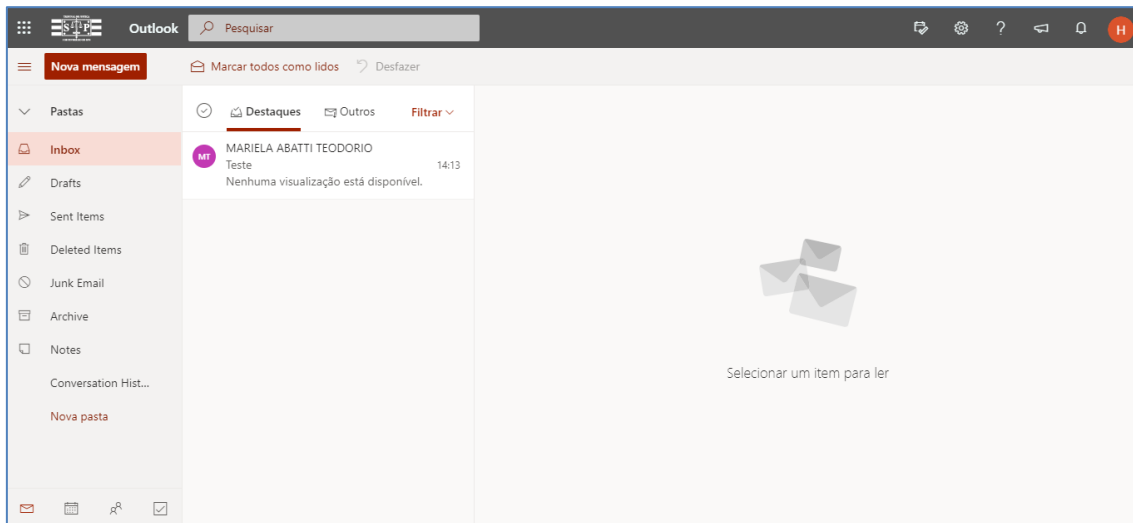 Outlook
Pesquisar
H
Nova mensagem
Marcar todos como lidos
Desfazer
Pastas
Destaques
Outros
Filtrar
Inbox
MT
MARIELA ABATTI TEODORIO
Teste
14:13
Nenhuma visualização está disponível.
Drafts
Sent Items
Deleted Items
Junk Email
Archive
Notes
Conversation Hist...
Nova pasta
Selecionar um item para ler